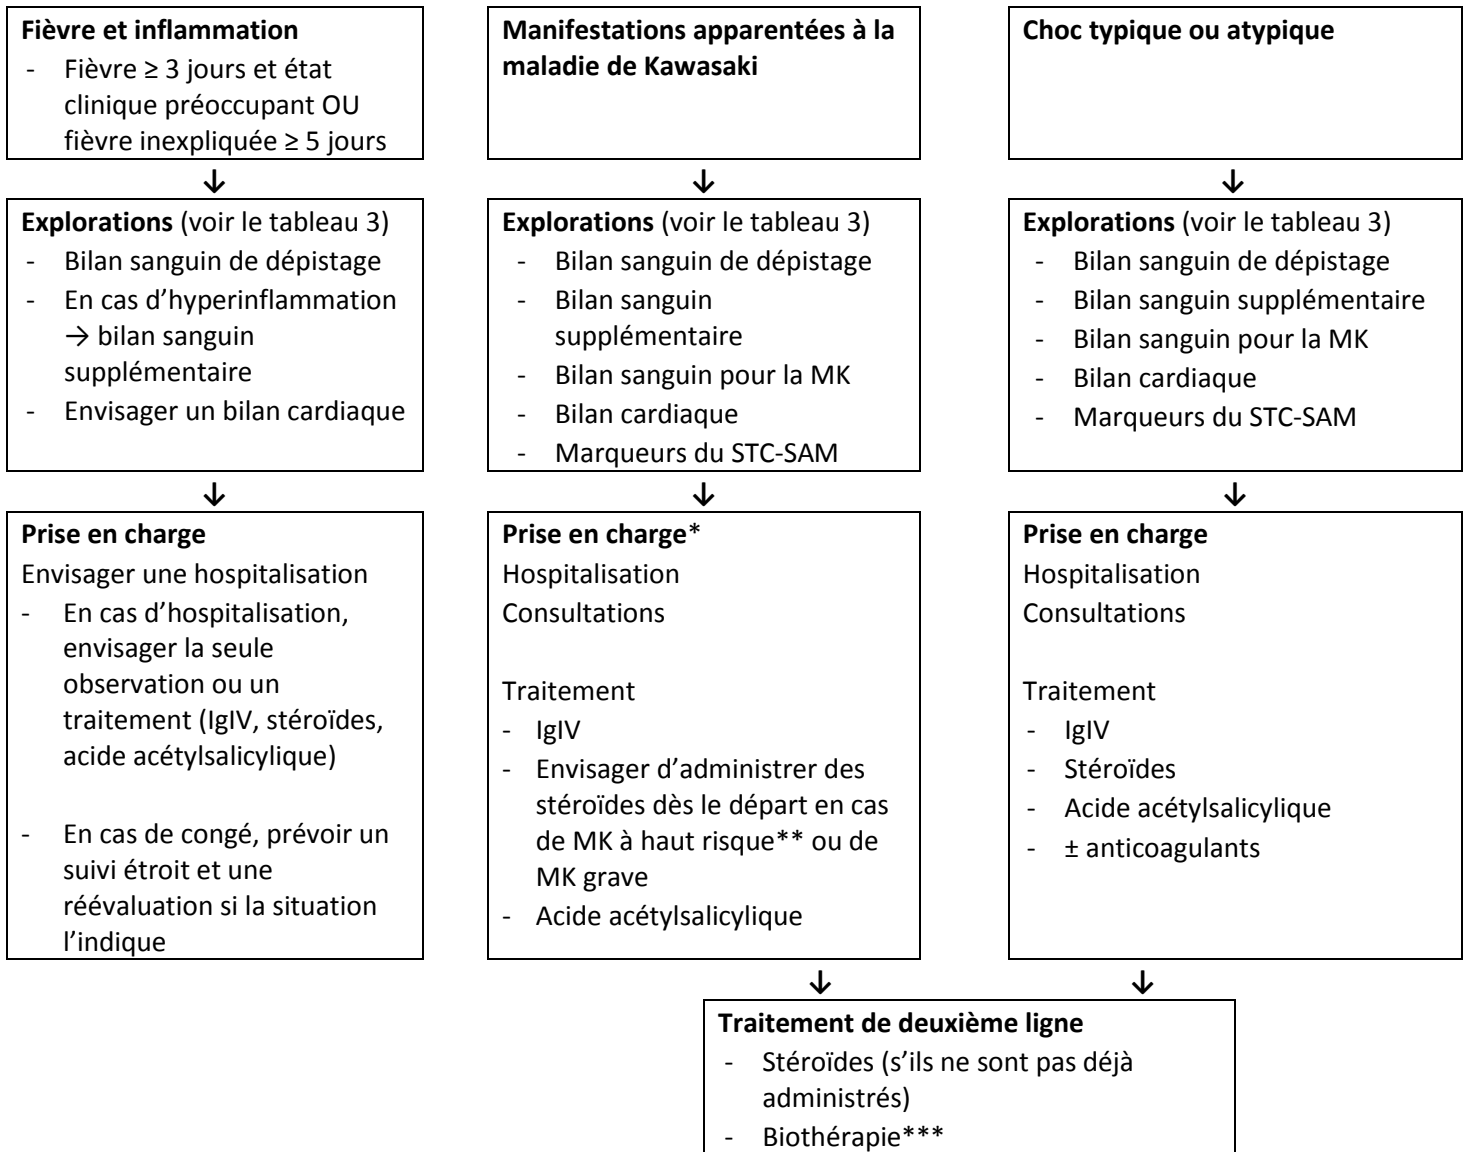 Fièvre et inflammation
- Fièvre ≥ 3 jours et état
clinique préoccupant OU
fièvre inexpliquée ≥ 5 jours
Manifestations apparentées à la
maladie de Kawasaki
Choc typique ou atypique
↓ ↓ ↓
Explorations (voir le tableau 3)
- Bilan sanguin de dépistage
- En cas d’hyperinflammation
→ bilan sanguin
supplémentaire
- Envisager un bilan cardiaque
Explorations (voir le tableau 3)
- Bilan sanguin de dépistage
- Bilan sanguin
supplémentaire
- Bilan sanguin pour la MK
- Bilan cardiaque
- Marqueurs du STC-SAM
Explorations (voir le tableau 3)
- Bilan sanguin de dépistage
- Bilan sanguin supplémentaire
- Bilan sanguin pour la MK
- Bilan cardiaque
- Marqueurs du STC-SAM
↓ ↓ ↓
Prise en charge
Envisager une hospitalisation
- En cas d’hospitalisation,
envisager la seule
observation ou un
traitement (IgIV, stéroïdes,
acide acétylsalicylique)
- En cas de congé, prévoir un
suivi étroit et une
réévaluation si la situation
l’indique
Prise en charge*
Hospitalisation
Consultations
Traitement
- IgIV
- Envisager d’administrer des
stéroïdes dès le départ en cas
de MK à haut risque** ou de
MK grave
- Acide acétylsalicylique
Prise en charge
Hospitalisation
Consultations
Traitement
- IgIV
- Stéroïdes
- Acide acétylsalicylique
- ± anticoagulants
↓ ↓
Traitement de deuxième ligne
- Stéroïdes (s’ils ne sont pas déjà
administrés)
- Biothérapie***